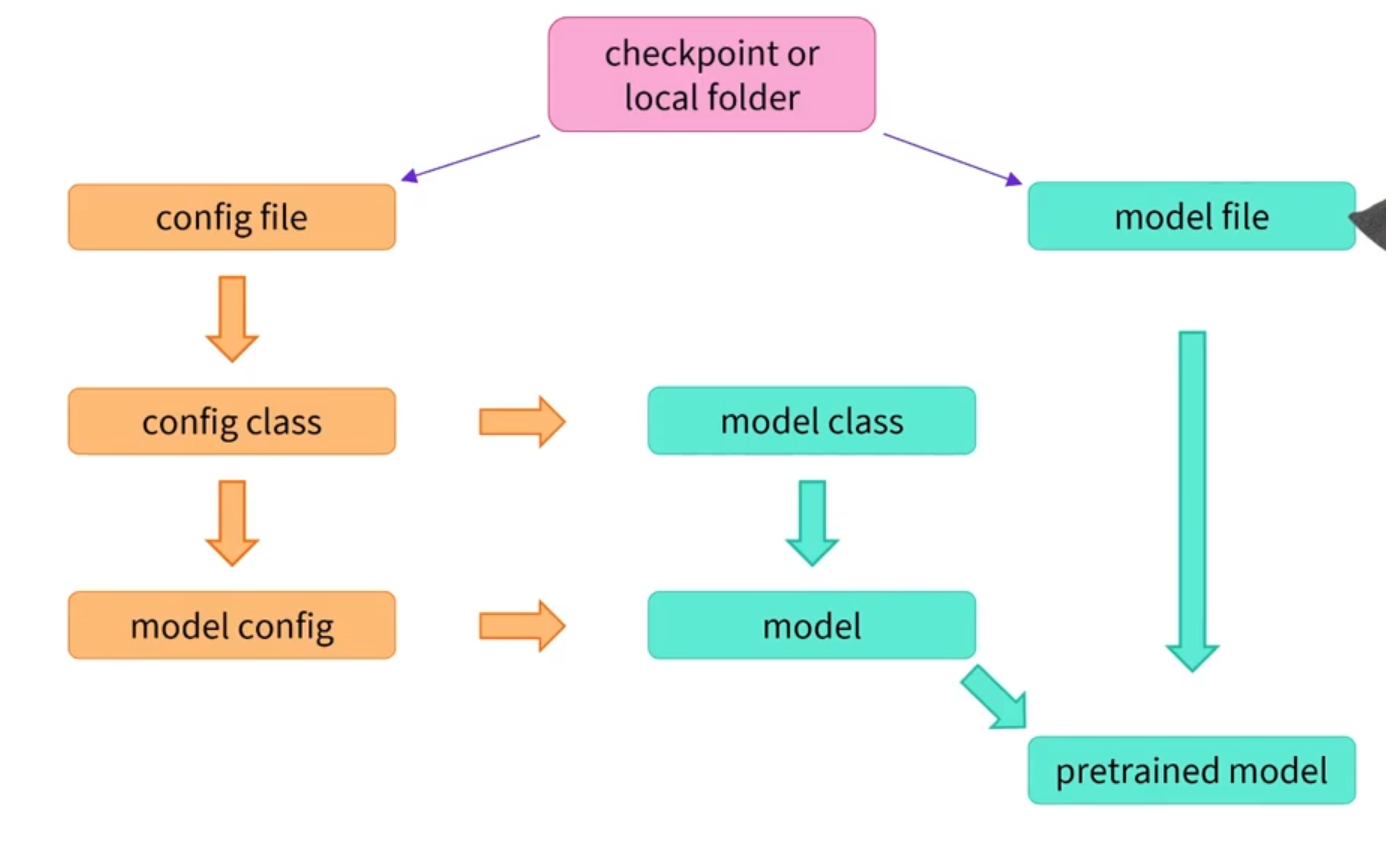 checkpoint or
local folder
config file
model file
config class
model class
model config
model
pretrained model